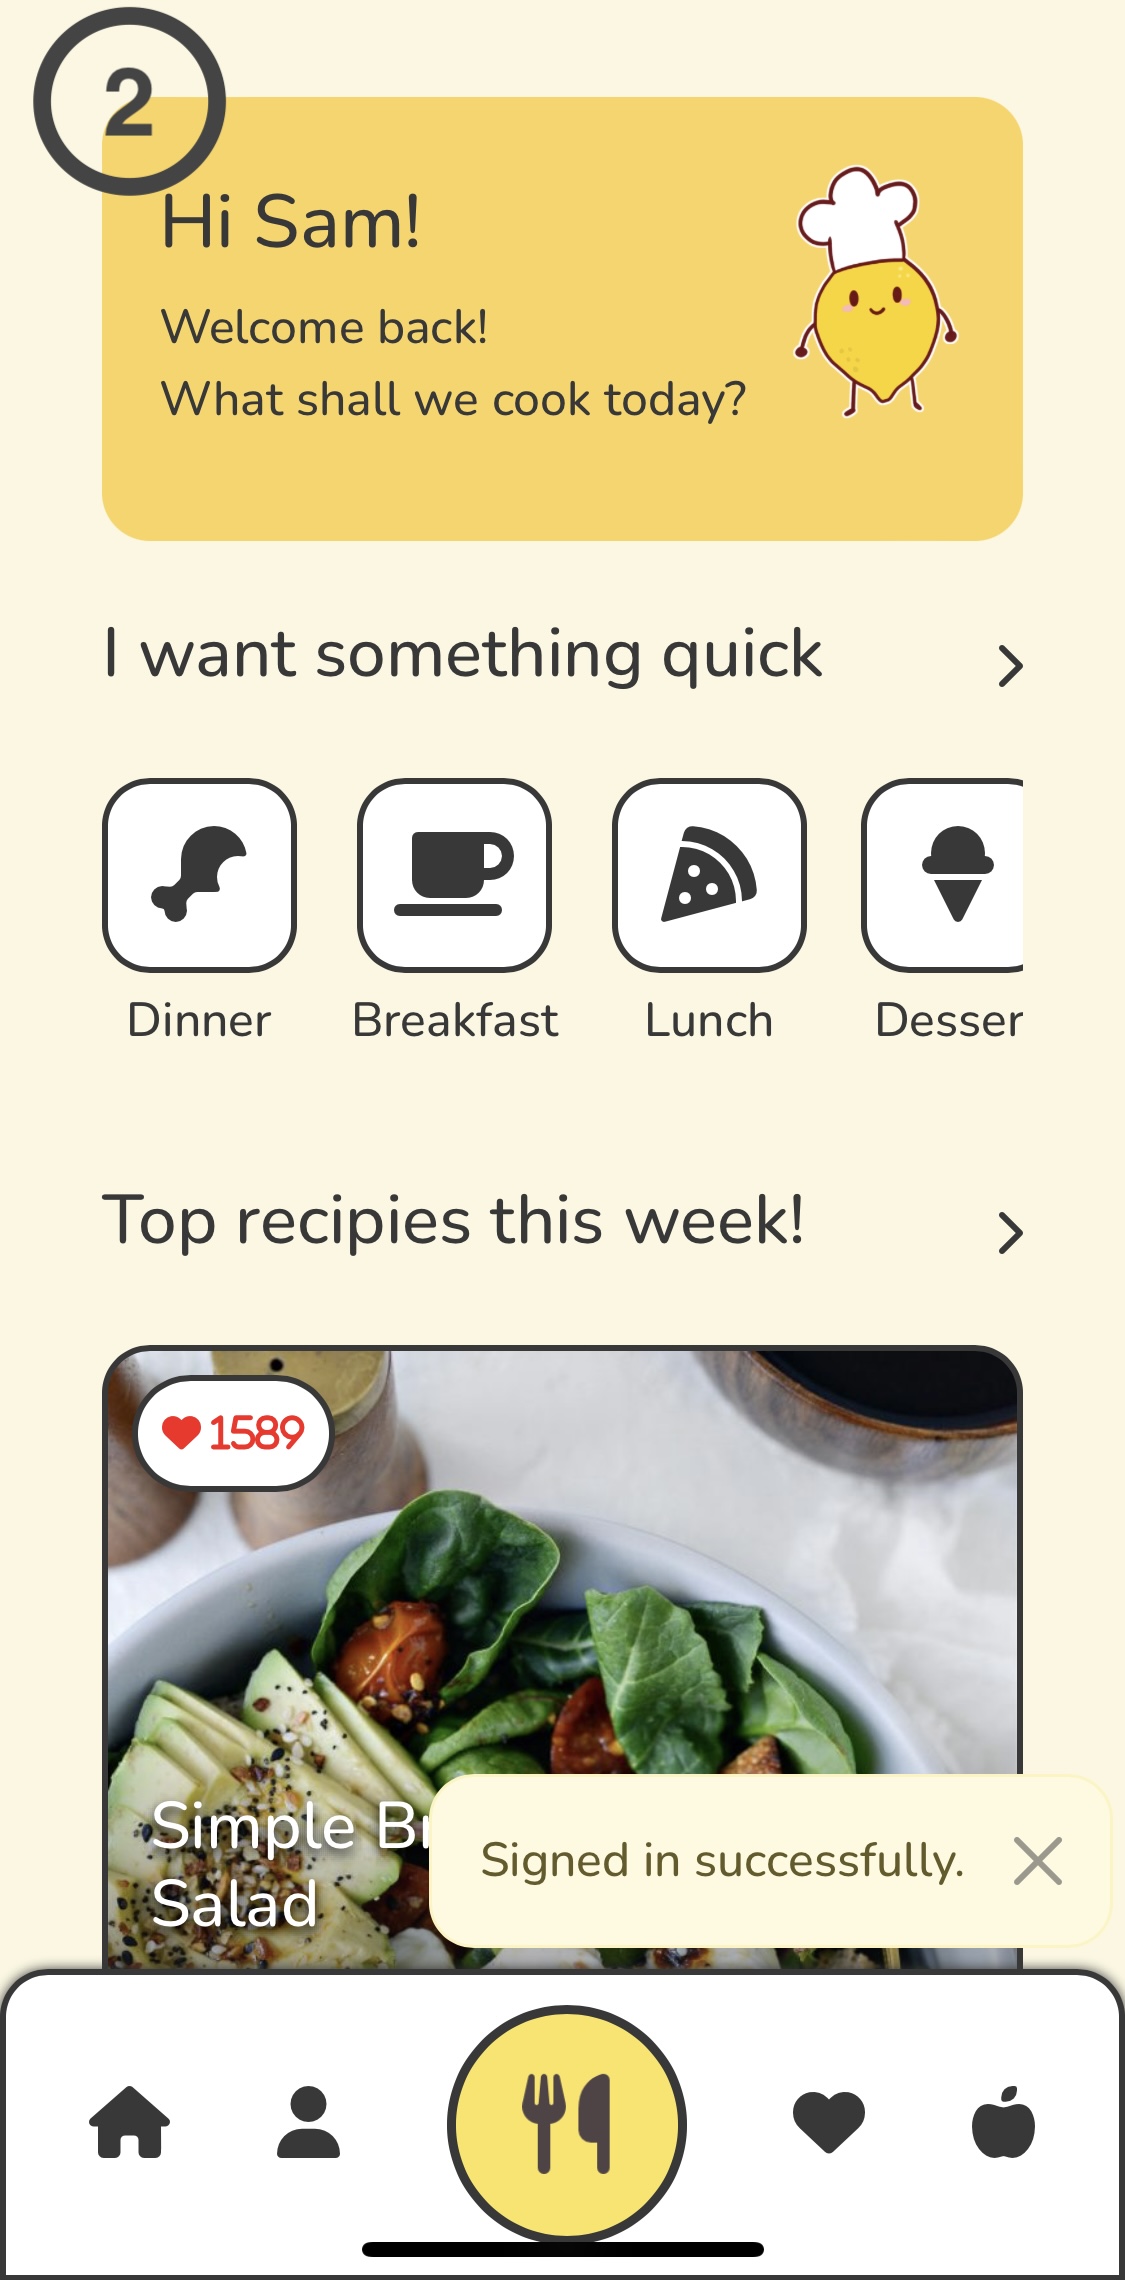 2
Hi Sam!
Welcome back!
What shall we cook today?
I want something quick
Dinner Breakfast Lunch Desser
Top recipies this week!
1589
Simple
Salad
Signed in successfully.